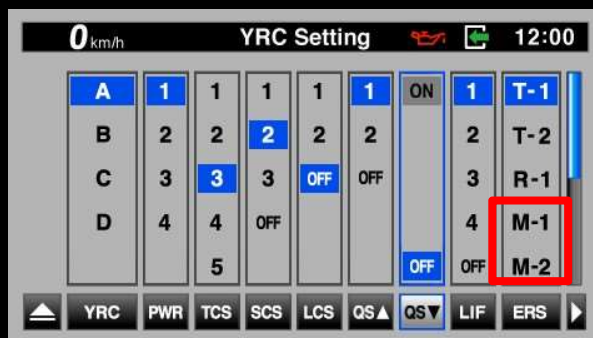 0 km/h YRC Setting 12:00
A 1 1 1 1 1 ON 1 T-1
B 2 2 2 2 2 2 T-2
C 3 3 3 OFF OFF 3 R-1
D 4 4 OFF 4 M-1
5 OFF OFF M-2
YRC PWR TCS SCS LCS QS▲ QS▼ LIF ERS